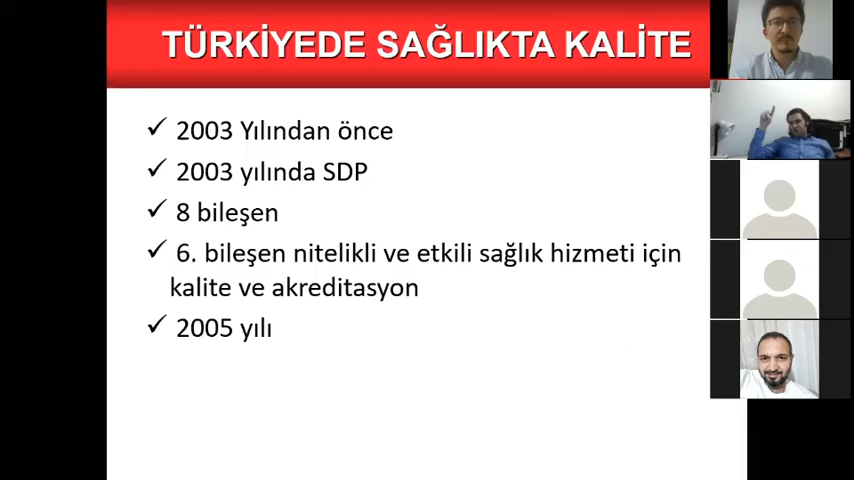 TÜRKİYEDE SAĞLIKTA KALİTE
✓ 2003 Yılından önce
✓ 2003 yılında SDP
✓ 8 bileşen
✓ 6. bileşen nitelikli ve etkili sağlık hizmeti için
kalite ve akreditasyon
✓ 2005 yılı